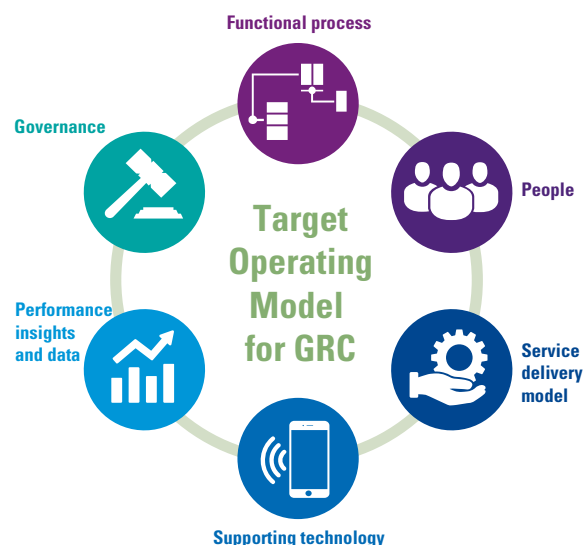 Functional process
Governance
People
Target
Operating
Model
for GRC
Performance
insights
and data
Service
delivery
model
Supporting technology